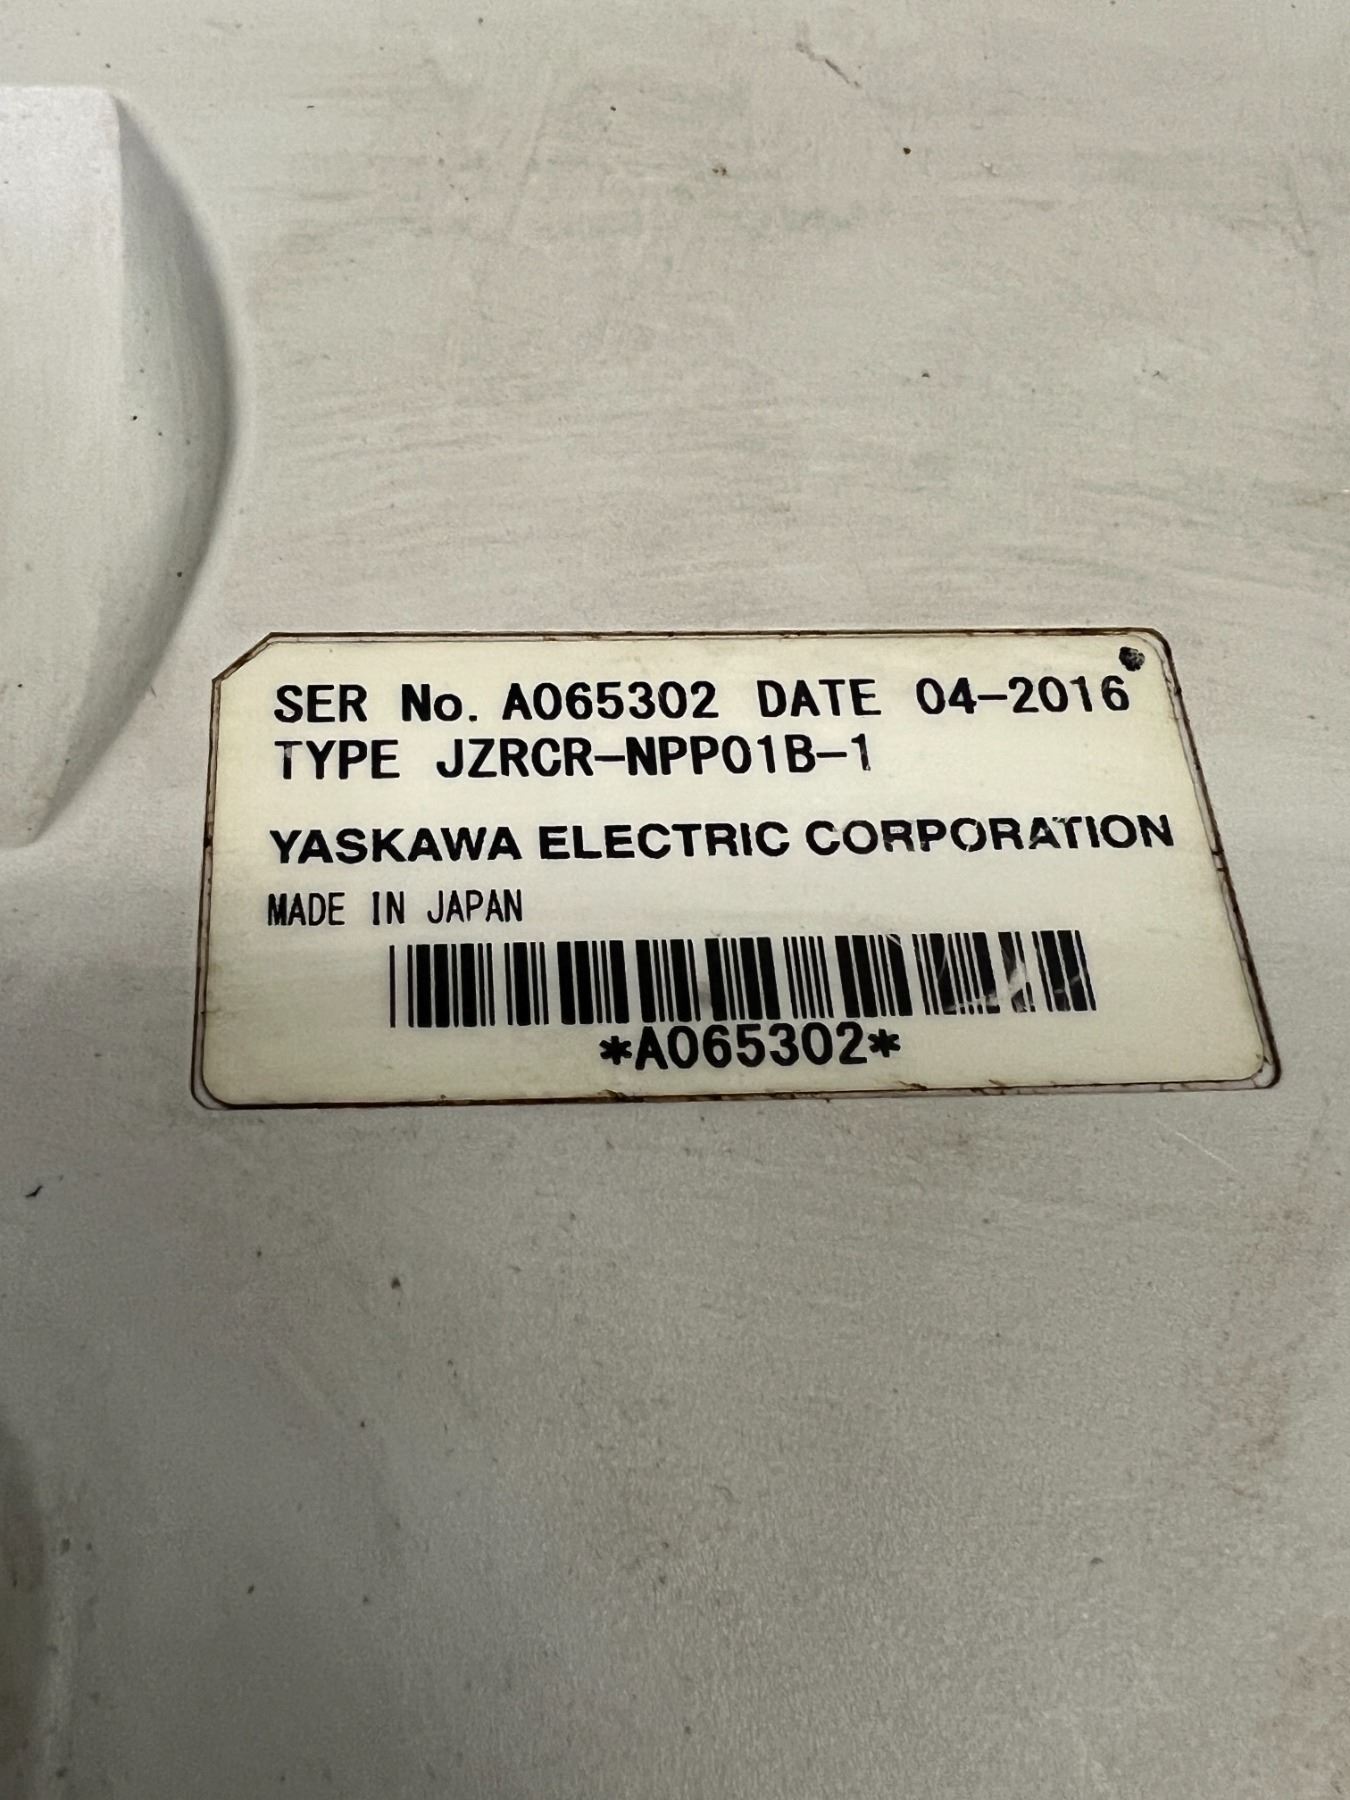 SER No. A065302 DATE 04-2016
TYPE JZRCR-NPP01B-1
YASKAWA ELECTRIC CORPORATION
MADE IN JAPAN
*A065302*